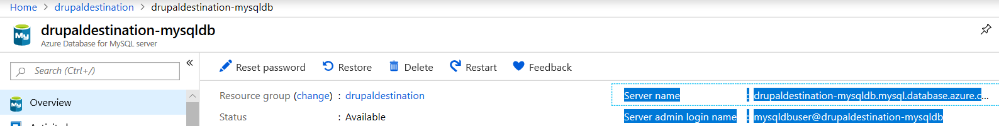 Home > drupaldestination > drupaldestination-mysqldb
drupaldestination-mysqldb
Azure Database for MySQL server
My
Search (Ctrl+/)
«
Reset password Restore Delete Restart Feedback
My Overview
Resource group (change) : drupaldestination
Server name : drupaldestination-mysqldb.mysql.database.azure.c...
Status : Available
Server admin login name : mysqldbuser@drupaldestination-mysqldb